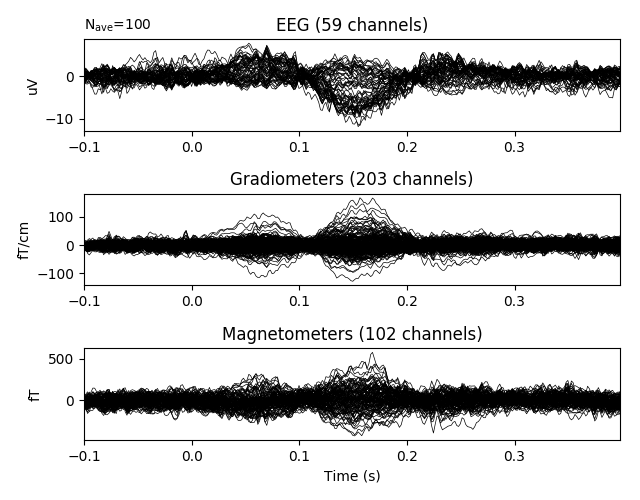 N_ave=100
EEG (59 channels)
uV
0
−10
−0.1 0.0 0.1 0.2 0.3
Gradiometers (203 channels)
fT/cm
100
0
−100
−0.1 0.0 0.1 0.2 0.3
Magnetometers (102 channels)
fT
500
0
−0.1 0.0 0.1 0.2 0.3
Time (s)